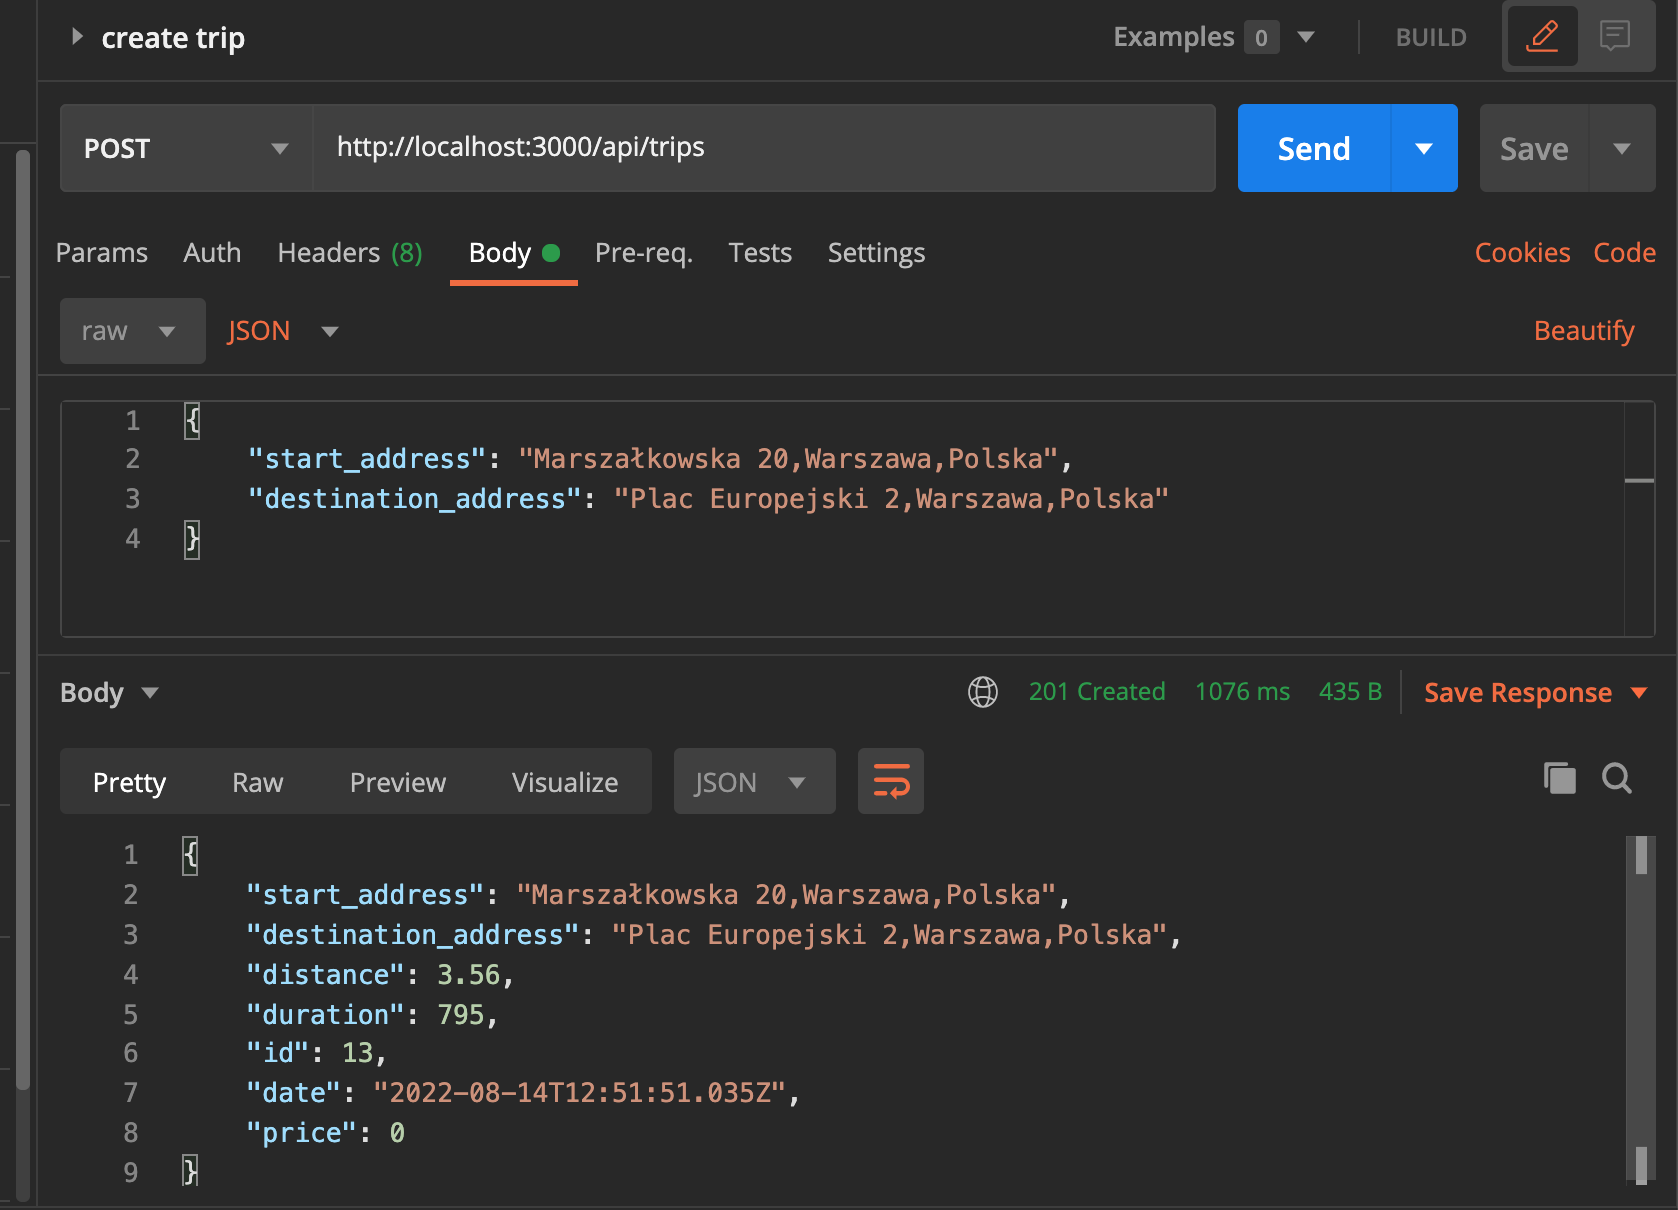 create trip
Examples 0
BUILD
POST
http://localhost:3000/api/trips
Send
Save
Params Auth Headers (8) Body Pre-req. Tests Settings
Cookies Code
raw JSON
Beautify
1 {
2 "start_address": "Marszałkowska 20,Warszawa,Polska",
3 "destination_address": "Plac Europejski 2,Warszawa,Polska"
4 }
Body
201 Created 1076 ms 435 B
Save Response
Pretty Raw Preview Visualize
JSON
1 {
2 "start_address": "Marszałkowska 20,Warszawa,Polska",
3 "destination_address": "Plac Europejski 2,Warszawa,Polska",
4 "distance": 3.56,
5 "duration": 795,
6 "id": 13,
7 "date": "2022-08-14T12:51:51.035Z",
8 "price": 0
9 }